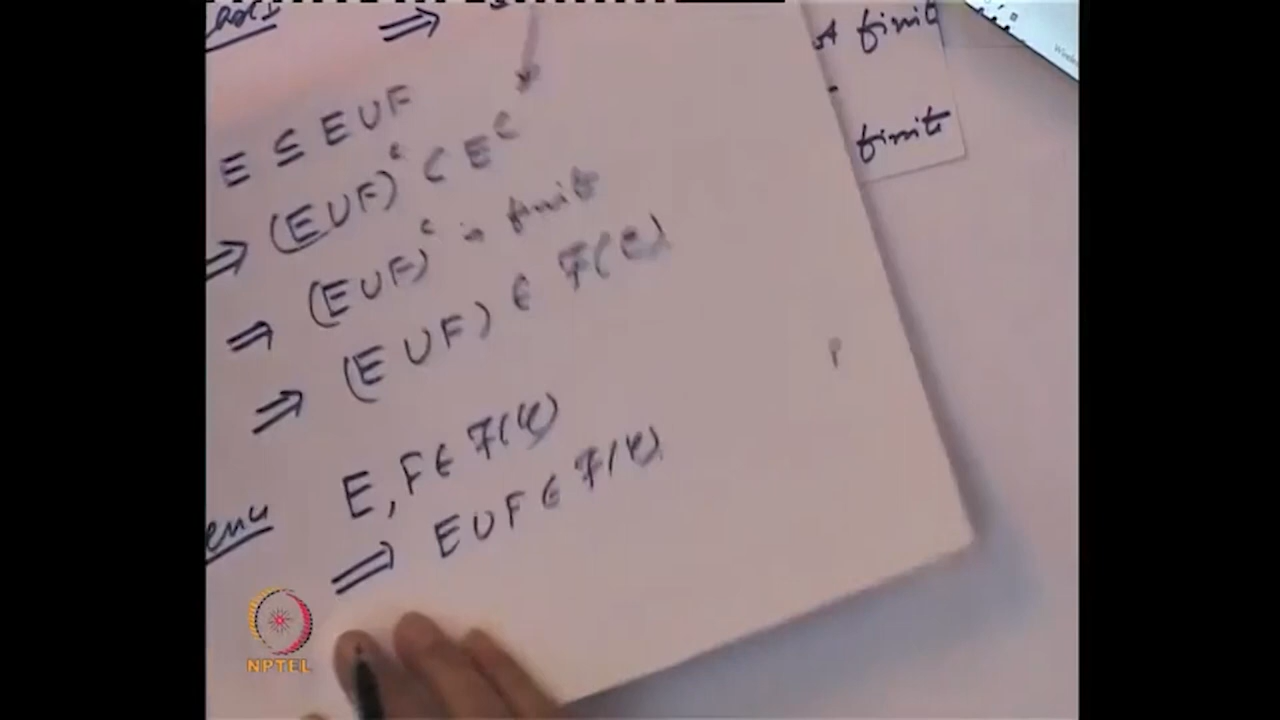 ⇒
E ⊆ E ∪ F
⇒ (E ∪ F)^c ⊂ E^c
⇒ (E ∪ F)^c is finite
⇒ (E ∪ F) ∈ F(C)
E, F ∈ F(C)
⇒ E ∪ F ∈ F(C)
finite
finite
NPTEL